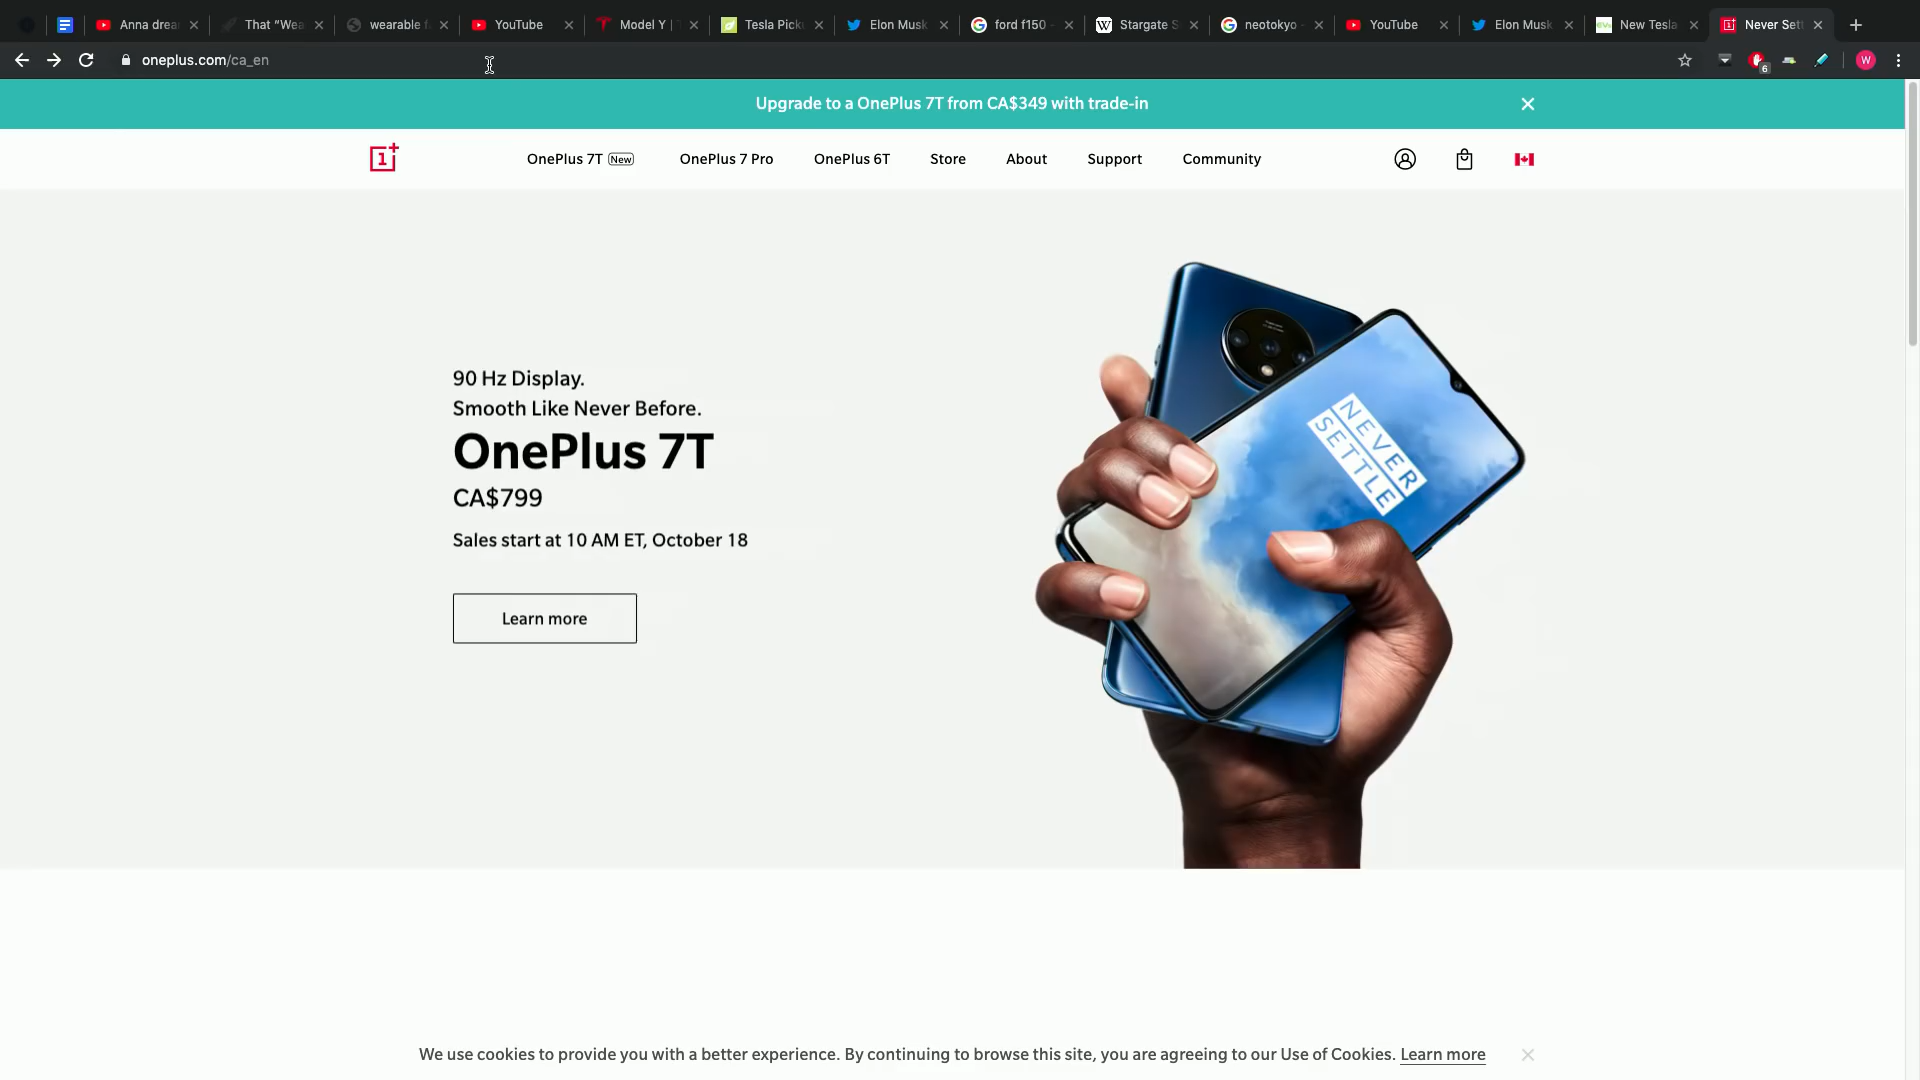 Anna drea
That "Wea
wearable f
YouTube
Model Y | T
Tesla Picku
Elon Musk
ford f150 -
Stargate S
neotokyo -
YouTube
Elon Musk
New Tesla
Never Sett
oneplus.com/ca_en
6
W
Upgrade to a OnePlus 7T from CA$349 with trade-in
OnePlus 7T New
OnePlus 7 Pro
OnePlus 6T
Store
About
Support
Community
90 Hz Display.
Smooth Like Never Before.
OnePlus 7T
CA$799
Sales start at 10 AM ET, October 18
Learn more
NEVER
SETTLE
We use cookies to provide you with a better experience. By continuing to browse this site, you are agreeing to our Use of Cookies. Learn more